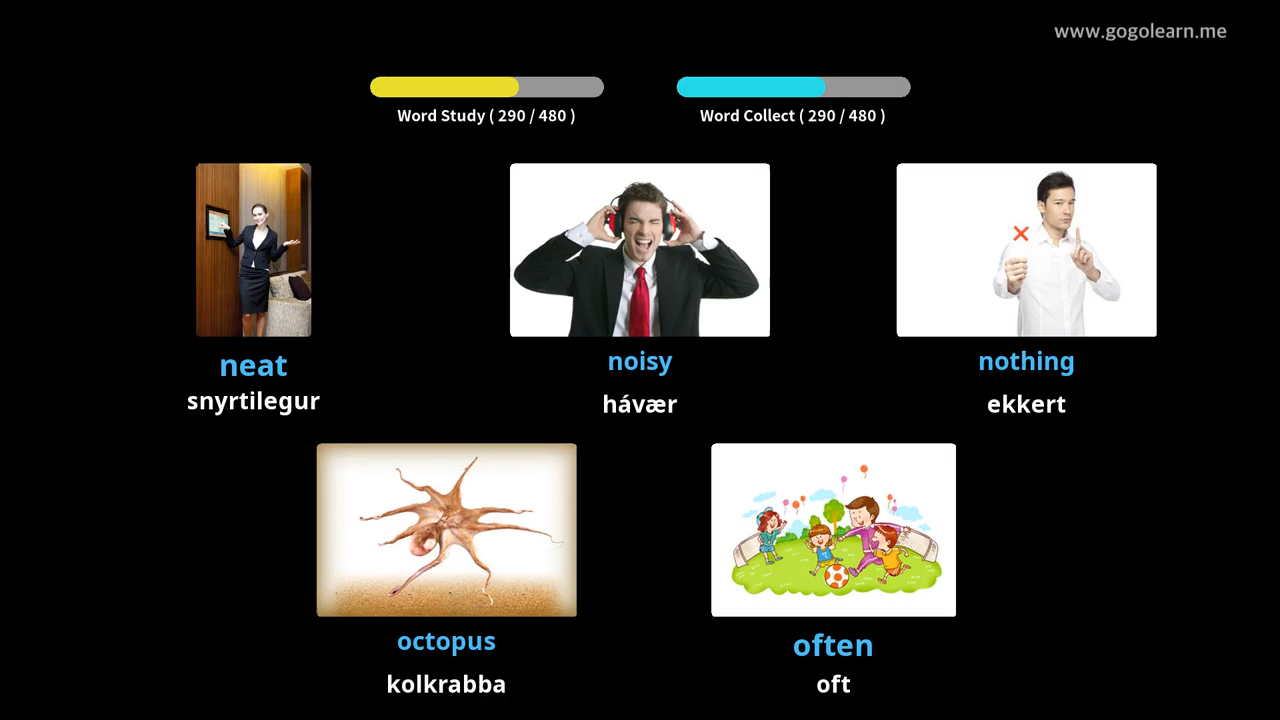 www.gogolearn.me
Word Study ( 290 / 480 )
Word Collect ( 290 / 480 )
neat
snyrtilegur
noisy
hávær
nothing
ekkert
octopus
kolkrabba
often
oft